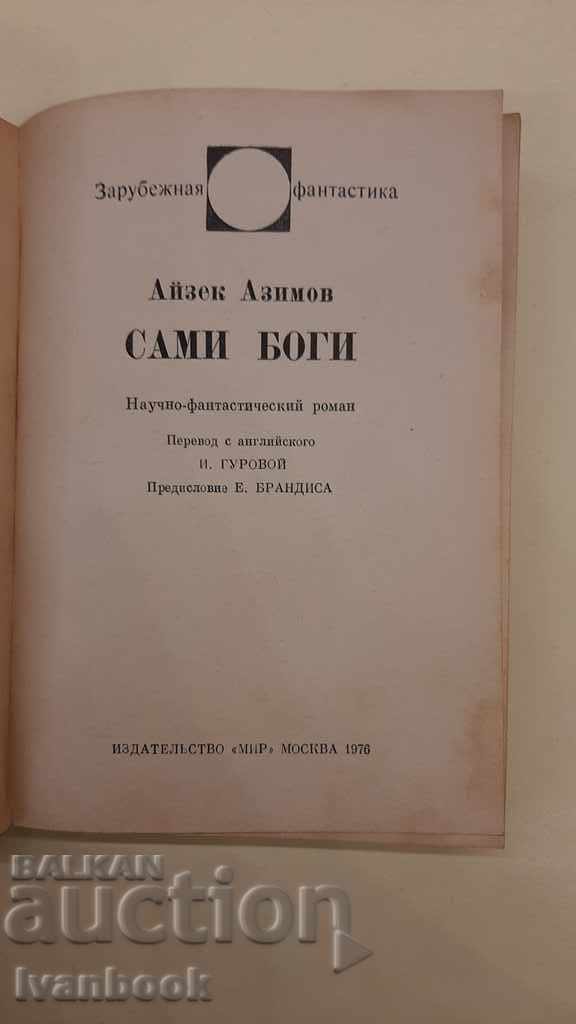 Зарубежная фантастика
Айзек Азимов
САМИ БОГИ
Научно-фантастический роман
Перевод с английского
И. ГУРОВОЙ
Предисловие Е. БРАНДИСА
ИЗДАТЕЛЬСТВО «МИР» МОСКВА 1976
BALKAN
auction
Ivanbook